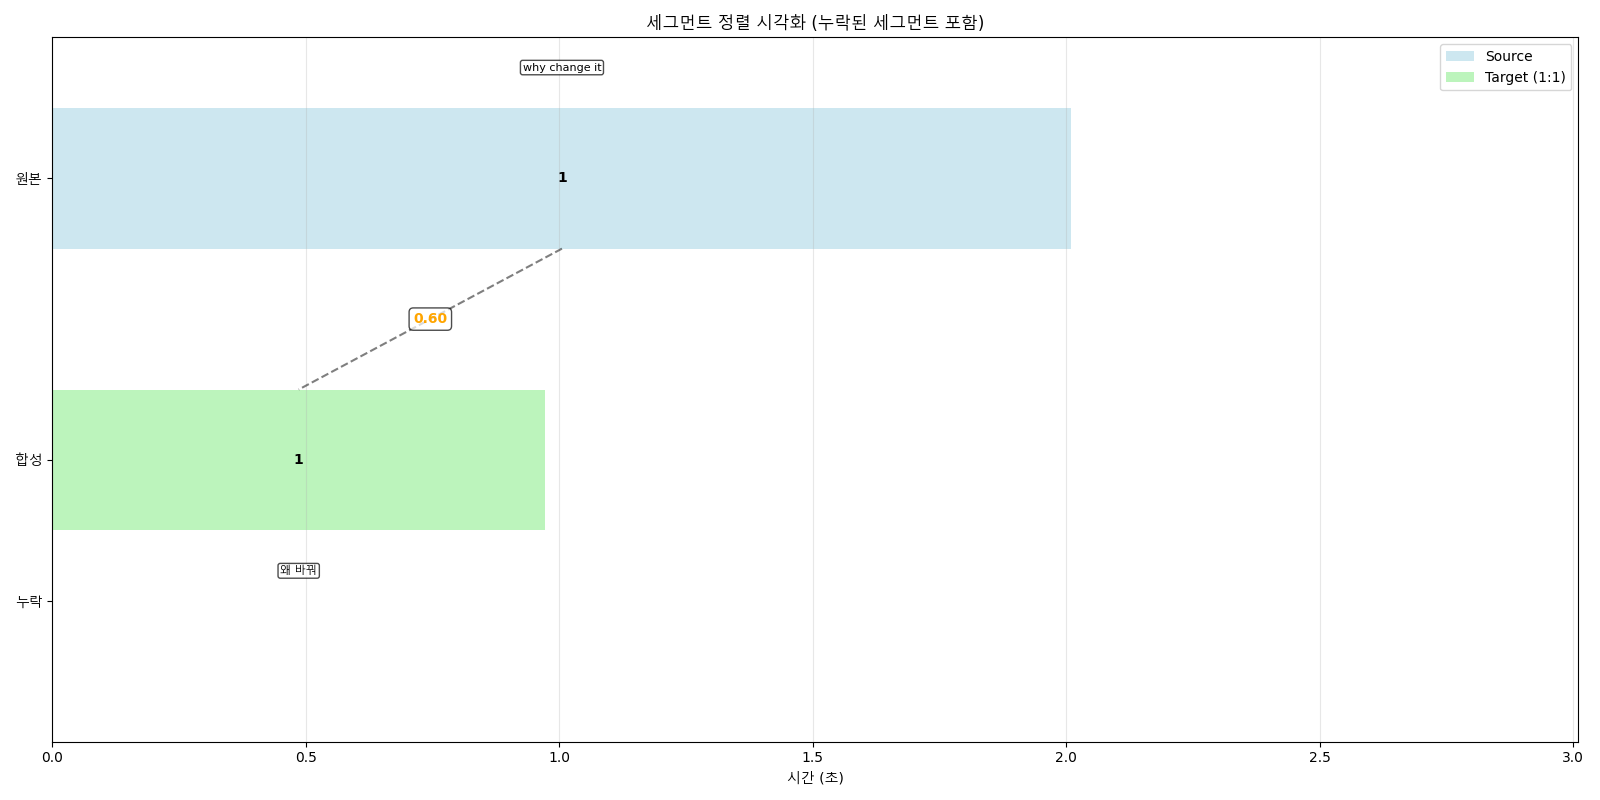 세그먼트 정렬 시각화 (누락된 세그먼트 포함)
why change it
Source
Target (1:1)
원본
1
0.60
합성
1
왜 바꿔
누락
0.0 0.5 1.0 1.5 2.0 2.5 3.0
시간 (초)